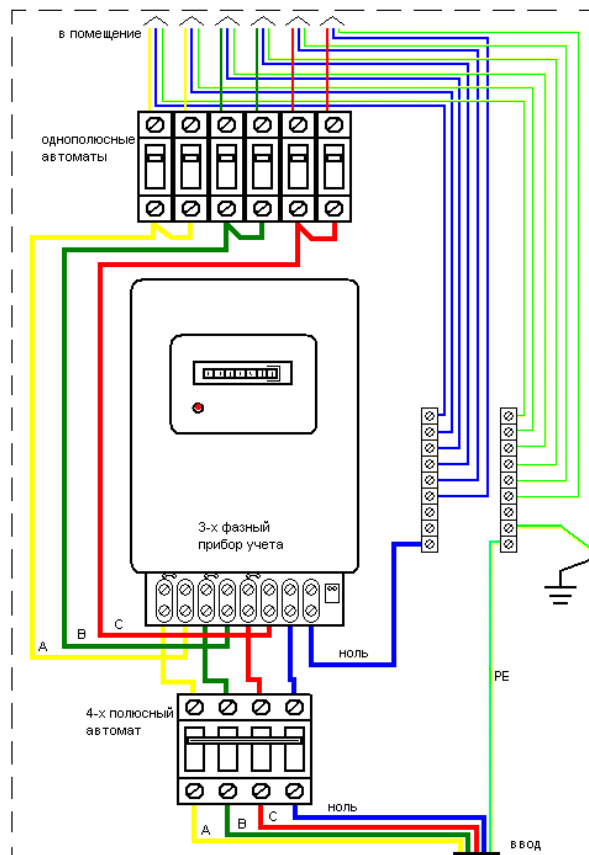 в помещение
однополюсные
автоматы
3-х фазный
прибор учета
A
B
C
ноль
PE
4-х полюсный
автомат
ноль
A
B
C
ввод